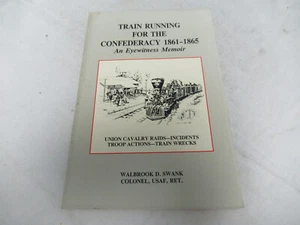 TRAIN RUNNING
FOR THE
CONFEDERACY 1861-1865
An Eyewitness Memoir
UNION CAVALRY RAIDS—INCIDENTS
TROOP ACTIONS—TRAIN WRECKS
WALBROOK D. SWANK
COLONEL, USAF, RET.